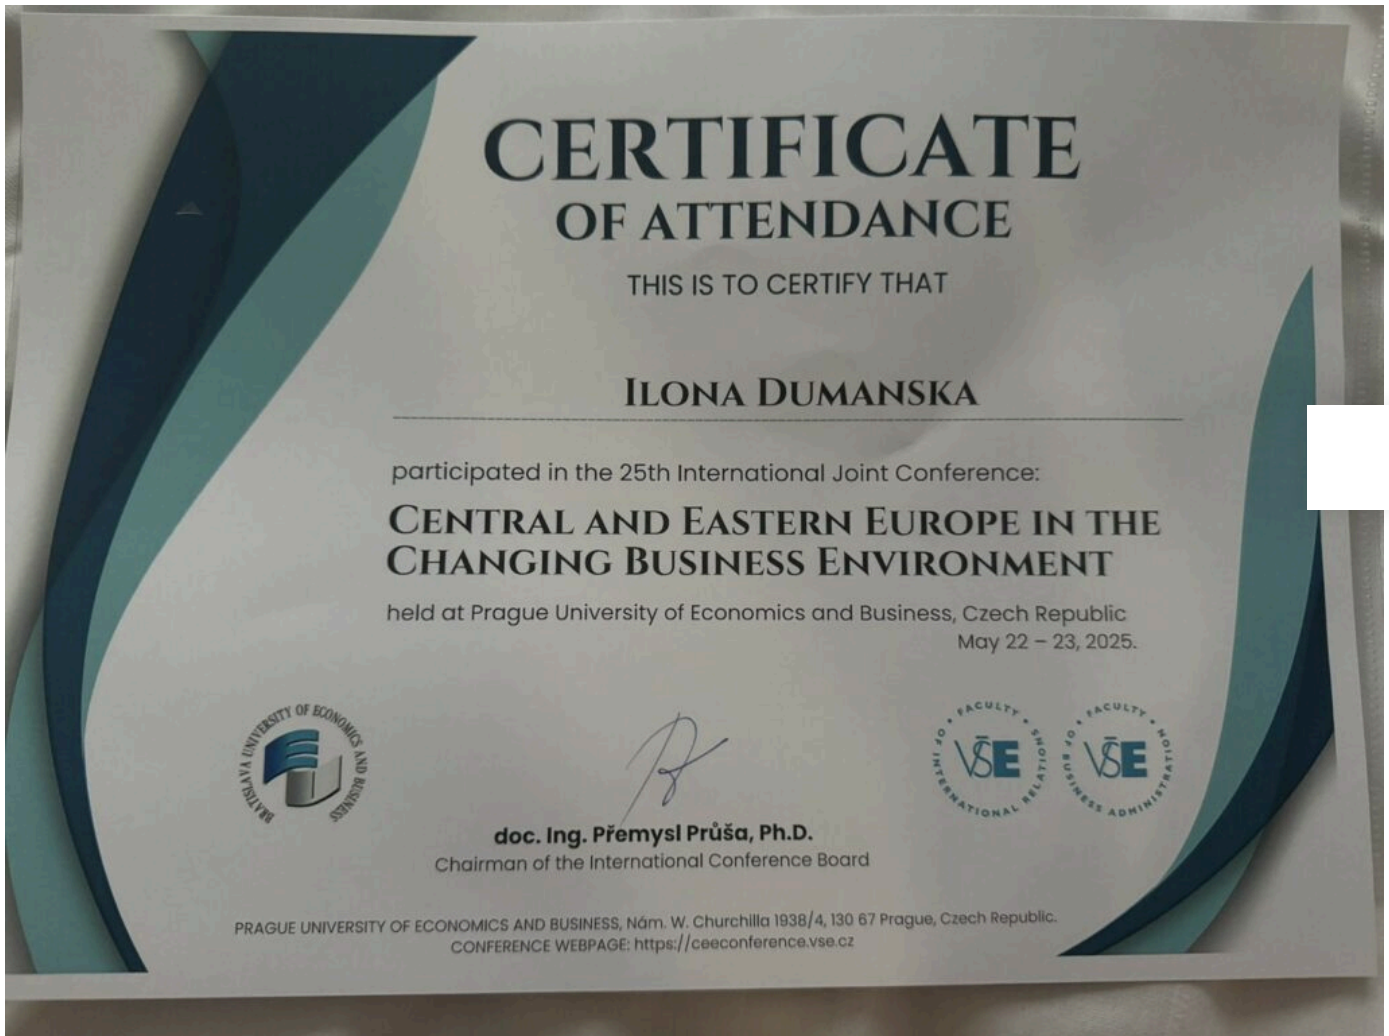 CERTIFICATE
OF ATTENDANCE
THIS IS TO CERTIFY THAT
ILONA DUMANSKA
participated in the 25th International Joint Conference:
CENTRAL AND EASTERN EUROPE IN THE
CHANGING BUSINESS ENVIRONMENT
held at Prague University of Economics and Business, Czech Republic
May 22 – 23, 2025.
BRATISLAVA UNIVERSITY OF ECONOMICS AND BUSINESS
FACULTY OF INTERNATIONAL RELATIONS
VŠE
FACULTY OF BUSINESS ADMINISTRATION
VŠE
doc. Ing. Přemysl Průša, Ph.D.
Chairman of the International Conference Board
PRAGUE UNIVERSITY OF ECONOMICS AND BUSINESS, Nám. W. Churchilla 1938/4, 130 67 Prague, Czech Republic.
CONFERENCE WEBPAGE: https://ceeconference.vse.cz